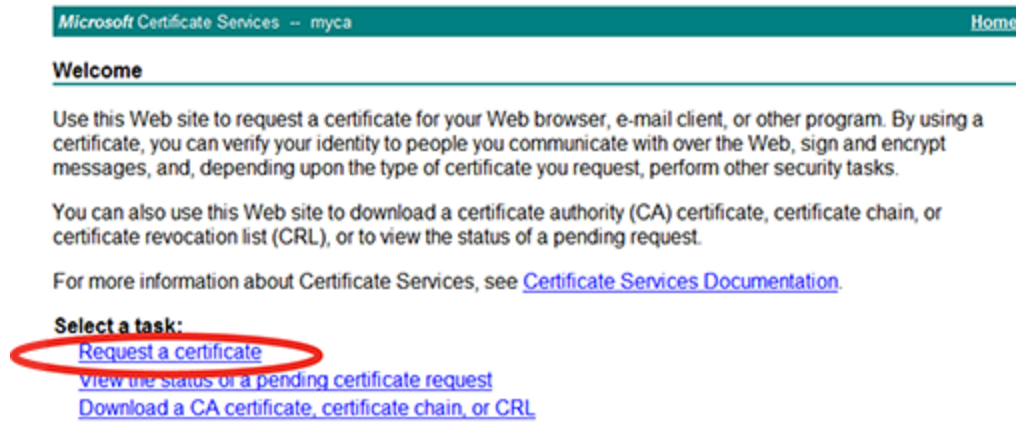 Microsoft Certificate Services -- myca Home
Welcome
Use this Web site to request a certificate for your Web browser, e-mail client, or other program. By using a
certificate, you can verify your identity to people you communicate with over the Web, sign and encrypt
messages, and, depending upon the type of certificate you request, perform other security tasks.
You can also use this Web site to download a certificate authority (CA) certificate, certificate chain, or
certificate revocation list (CRL), or to view the status of a pending request.
For more information about Certificate Services, see Certificate Services Documentation.
Select a task:
Request a certificate
View the status of a pending certificate request
Download a CA certificate, certificate chain, or CRL